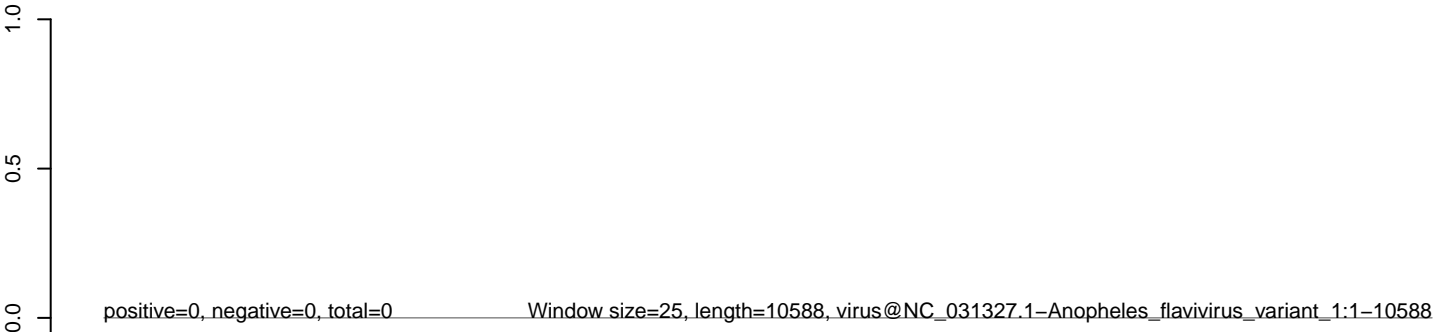 1.0
0.5
0.0
positive=0, negative=0, total=0 Window size=25, length=10588, virus@NC_031327.1−Anopheles_flavivirus_variant_1:1−10588